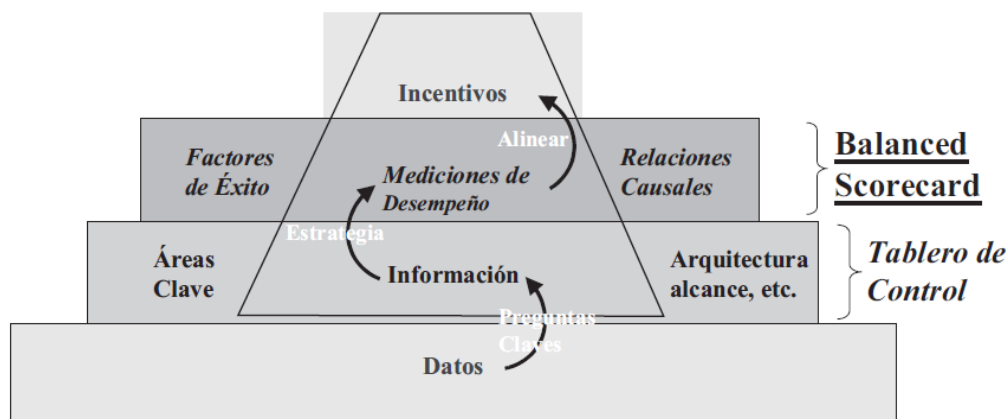 Incentivos
Alinear
Factores
de Éxito
Mediciones de
Desempeño
Relaciones
Causales
Balanced
Scorecard
Estrategia
Áreas
Clave
Información
Arquitectura
alcance, etc.
Tablero de
Control
Preguntas
Claves
Datos